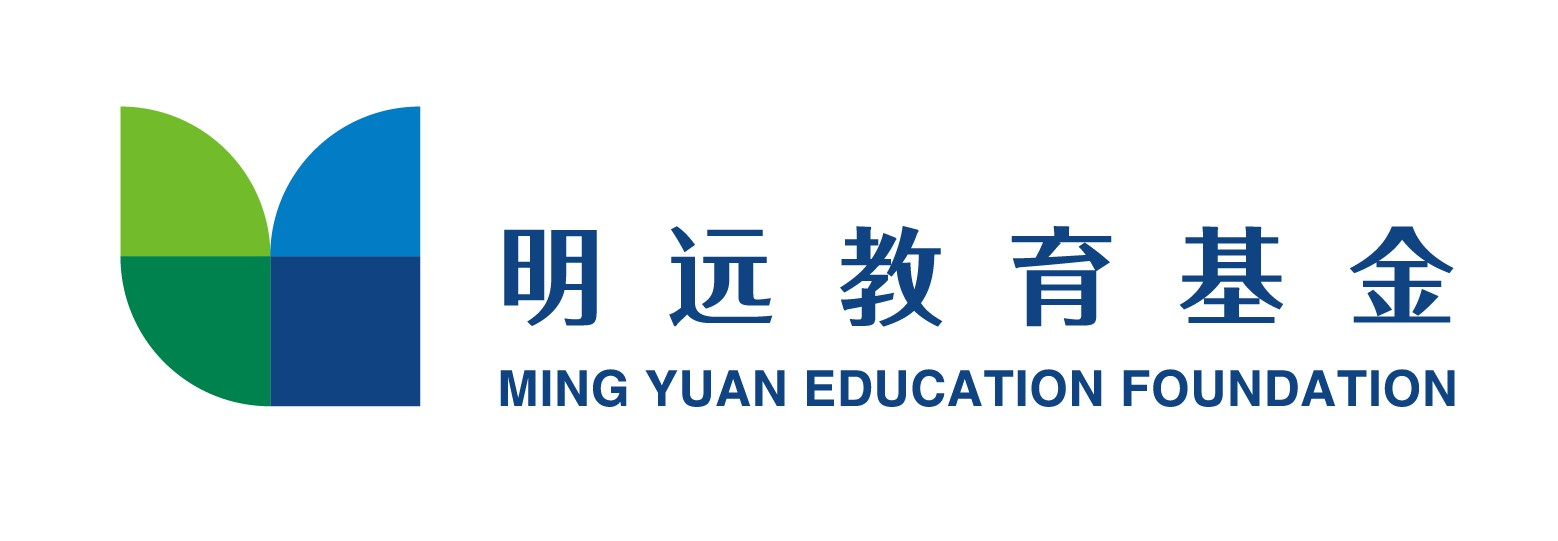 明远教育基金
MING YUAN EDUCATION FOUNDATION